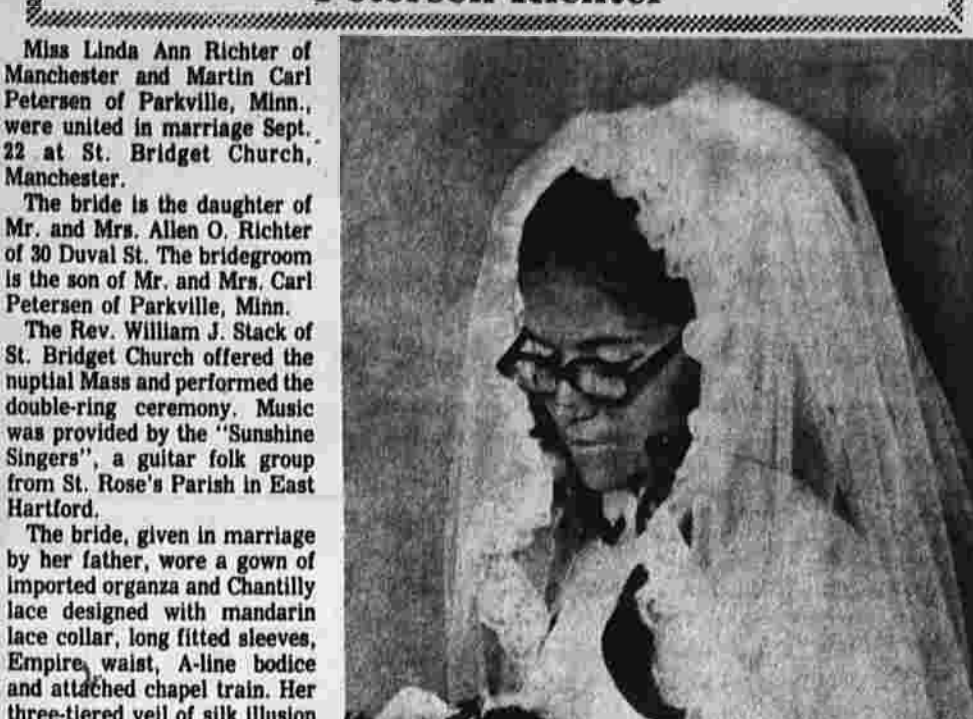 Petersen-Richter
Miss Linda Ann Richter of
Manchester and Martin Carl
Petersen of Parkville, Minn.,
were united in marriage Sept.
22 at St. Bridget Church,
Manchester.
The bride is the daughter of
Mr. and Mrs. Allen O. Richter
of 30 Duval St. The bridegroom
is the son of Mr. and Mrs. Carl
Petersen of Parkville, Minn.
The Rev. William J. Stack of
St. Bridget Church offered the
nuptial Mass and performed the
double-ring ceremony. Music
was provided by the "Sunshine
Singers", a guitar folk group
from St. Rose's Parish in East
Hartford.
The bride, given in marriage
by her father, wore a gown of
imported organza and Chantilly
lace designed with mandarin
lace collar, long fitted sleeves,
Empire waist, A-line bodice
and attached chapel train. Her
three-tiered veil of silk illusion